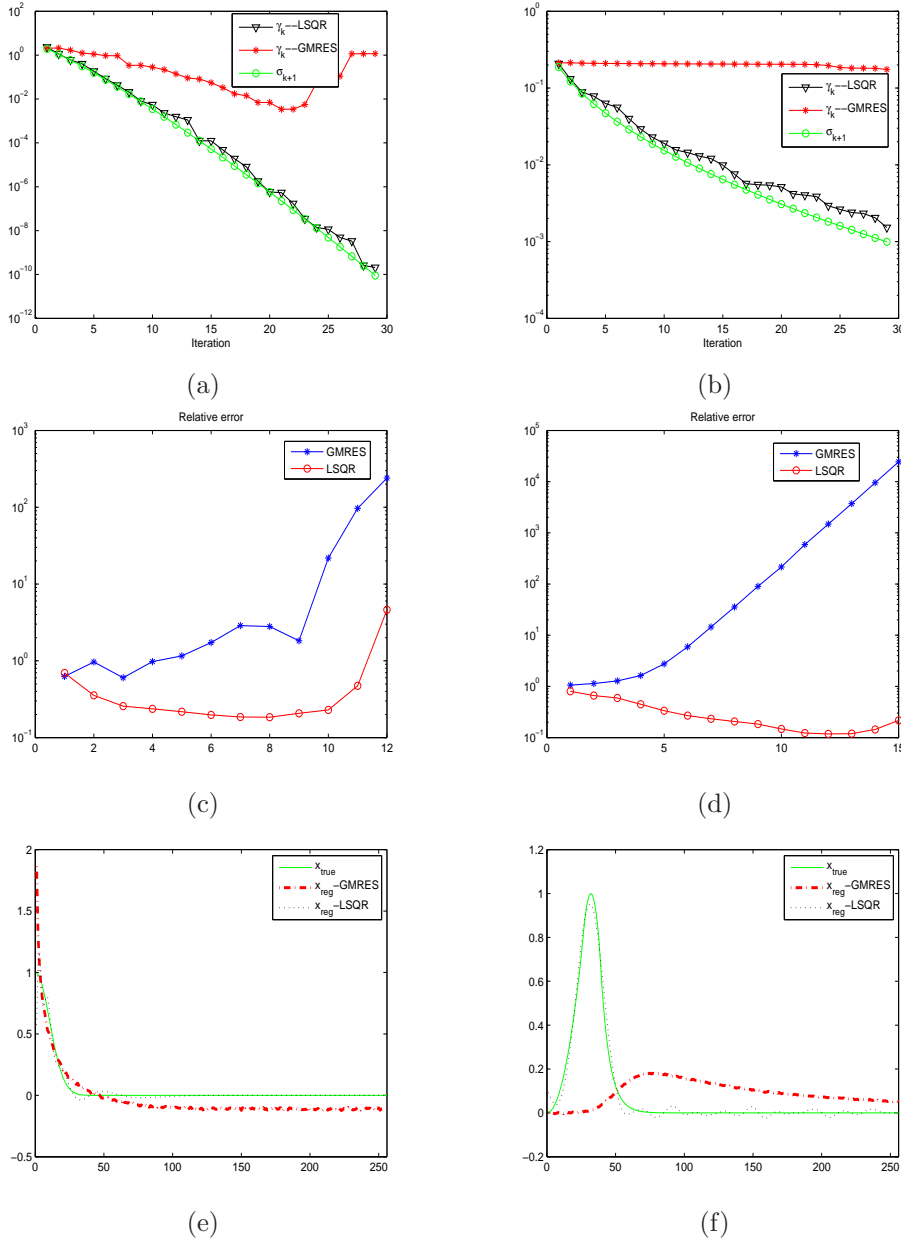 10^2
10^0
10^−2
10^−4
10^−6
10^−8
10^−10
10^−12
0 5 10 15 20 25 30
Iteration
γ_k−−LSQR
γ_k−−GMRES
σ_{k+1}
(a)
10^0
10^−1
10^−2
10^−3
10^−4
0 5 10 15 20 25 30
Iteration
γ_k−−LSQR
γ_k−−GMRES
σ_{k+1}
(b)
Relative error
10^3
10^2
10^1
10^0
10^−1
0 2 4 6 8 10 12
GMRES
LSQR
(c)
Relative error
10^5
10^4
10^3
10^2
10^1
10^0
10^−1
0 5 10 15
GMRES
LSQR
(d)
2
1.5
1
0.5
0
−0.5
0 50 100 150 200 250
x_true
x_reg−GMRES
x_reg−LSQR
(e)
1.2
1
0.8
0.6
0.4
0.2
0
−0.2
0 50 100 150 200 250
x_true
x_reg−GMRES
x_reg−LSQR
(f)